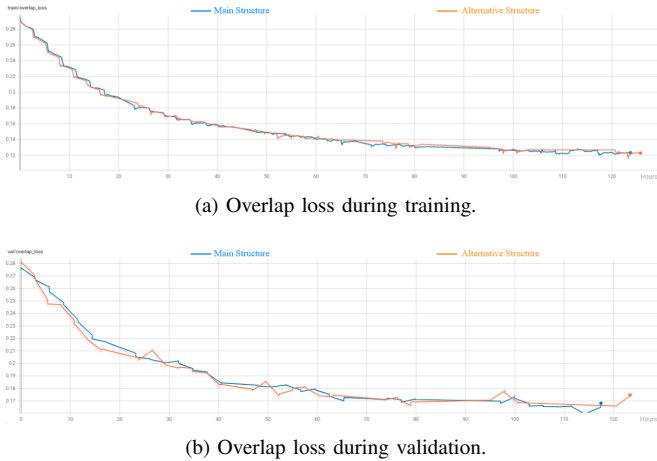 train/overlap_loss
Main Structure Alternative Structure
0.28
0.26
0.24
0.22
0.2
0.18
0.16
0.14
0.12
10 20 30 40 50 60 70 80 90 100 110 120 Hours
(a) Overlap loss during training.
val/overlap_loss
Main Structure Alternative Structure
0.28
0.27
0.26
0.25
0.24
0.23
0.22
0.21
0.2
0.19
0.18
0.17
0 10 20 30 40 50 60 70 80 90 100 110 120 Hours
(b) Overlap loss during validation.